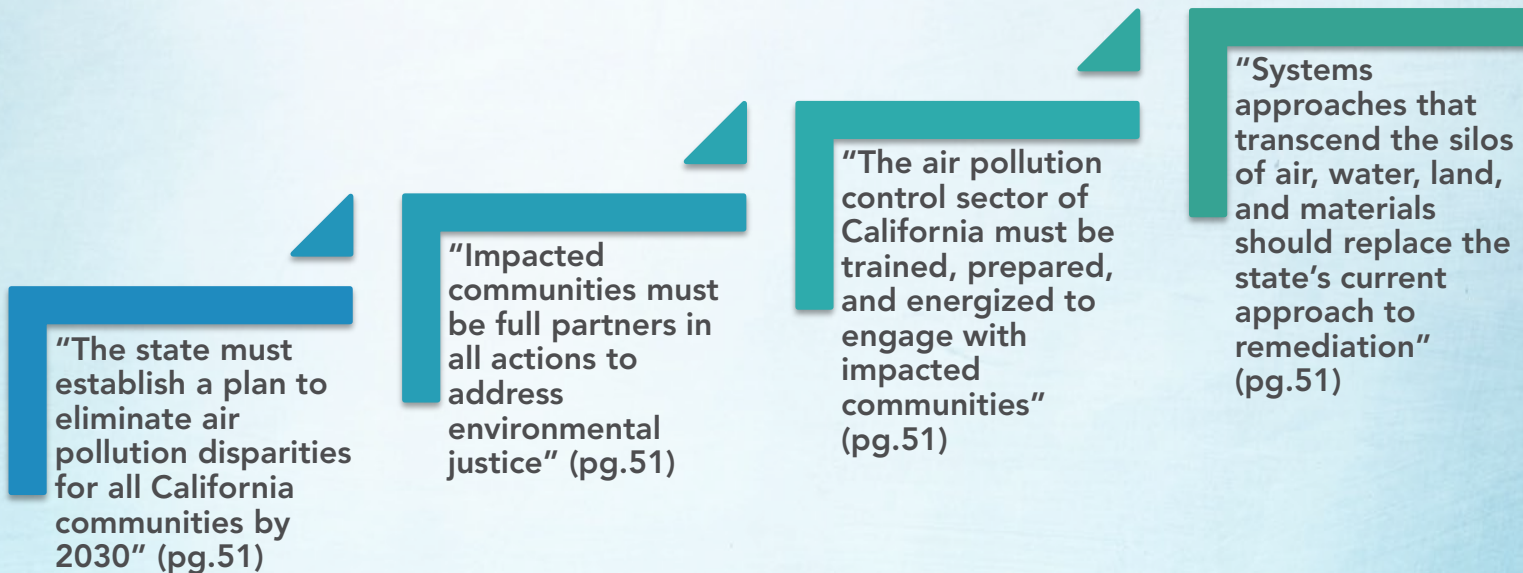 “The state must
establish a plan to
eliminate air
pollution disparities
for all California
communities by
2030” (pg.51)
“Impacted
communities must
be full partners in
all actions to
address
environmental
justice” (pg.51)
“The air pollution
control sector of
California must be
trained, prepared,
and energized to
engage with
impacted
communities”
(pg.51)
“Systems
approaches that
transcend the silos
of air, water, land,
and materials
should replace the
state’s current
approach to
remediation”
(pg.51)